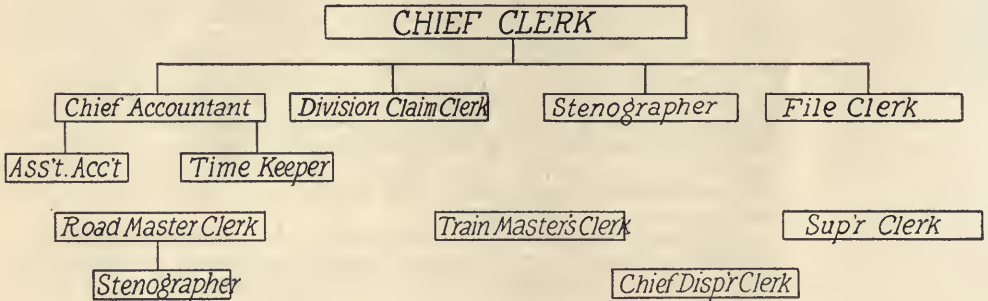 CHIEF CLERK
Chief Accountant
Division Claim Clerk
Stenographer
File Clerk
Ass't. Acc't
Time Keeper
Road Master Clerk
Train Master's Clerk
Sup'r Clerk
Stenographer
Chief Disp'r Clerk